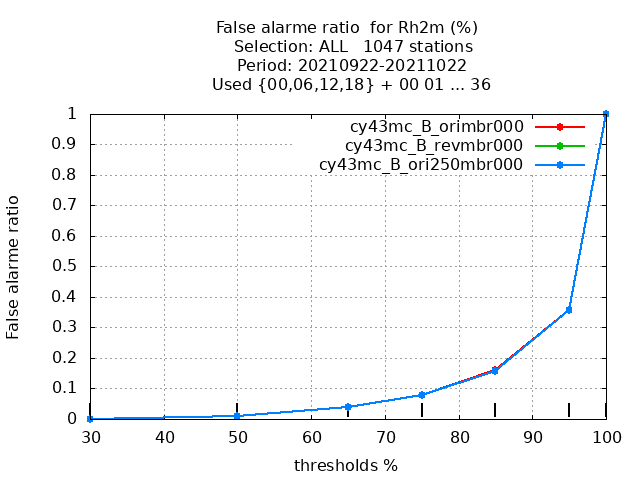 False alarme ratio  for Rh2m (%)
Selection: ALL   1047 stations
Period: 20210922-20211022
Used {00,06,12,18} + 00 01 ... 36
1
0.9
0.8
0.7
0.6
0.5
0.4
0.3
0.2
0.1
0
False alarme ratio
cy43mc_B_orimbr000
cy43mc_B_revmbr000
cy43mc_B_ori250mbr000
30 40 50 60 70 80 90 100
thresholds %